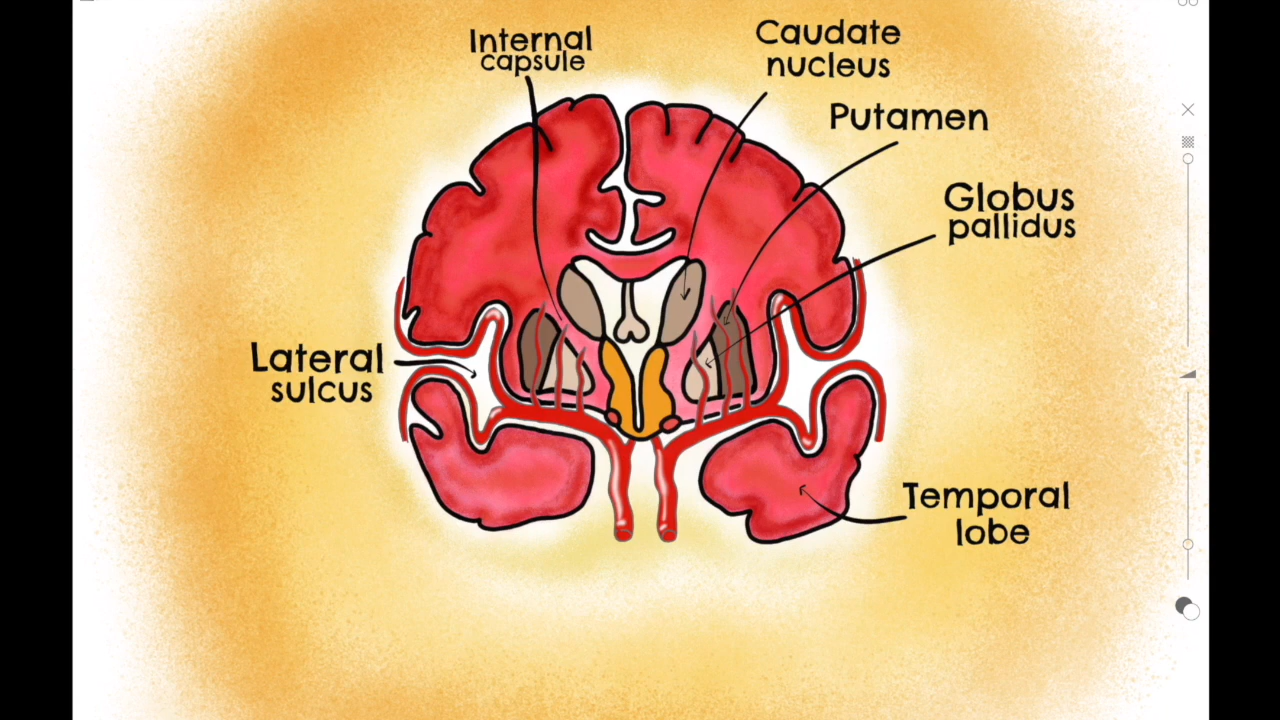 Internal
capsule
Caudate
nucleus
Putamen
Globus
pallidus
Lateral
sulcus
Temporal
lobe